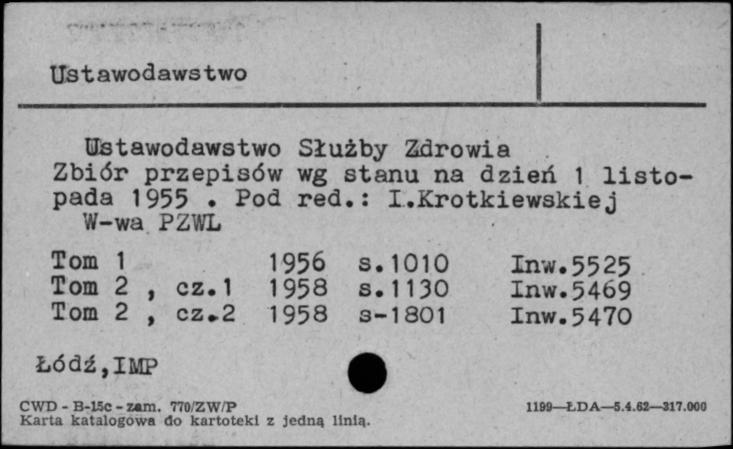 Ustawodawstwo
Ustawodawstwo Służby Zdrowia
Zbiór przepisów wg stanu na dzień 1 listo-
pada 1955 . Pod red.: I.Krotkiewskiej
W-wa PZWL
Tom 1 1956 s.1010 Inw.5525
Tom 2 , cz.1 1958 s.1130 Inw.5469
Tom 2 , cz.2 1958 s-1801 Inw.5470
Łódź,IMP
CWD - B-15c - zam. 770/ZW/P 1199—ŁDA—5.4.62—317.000
Karta katalogowa do kartoteki z jedną linią.